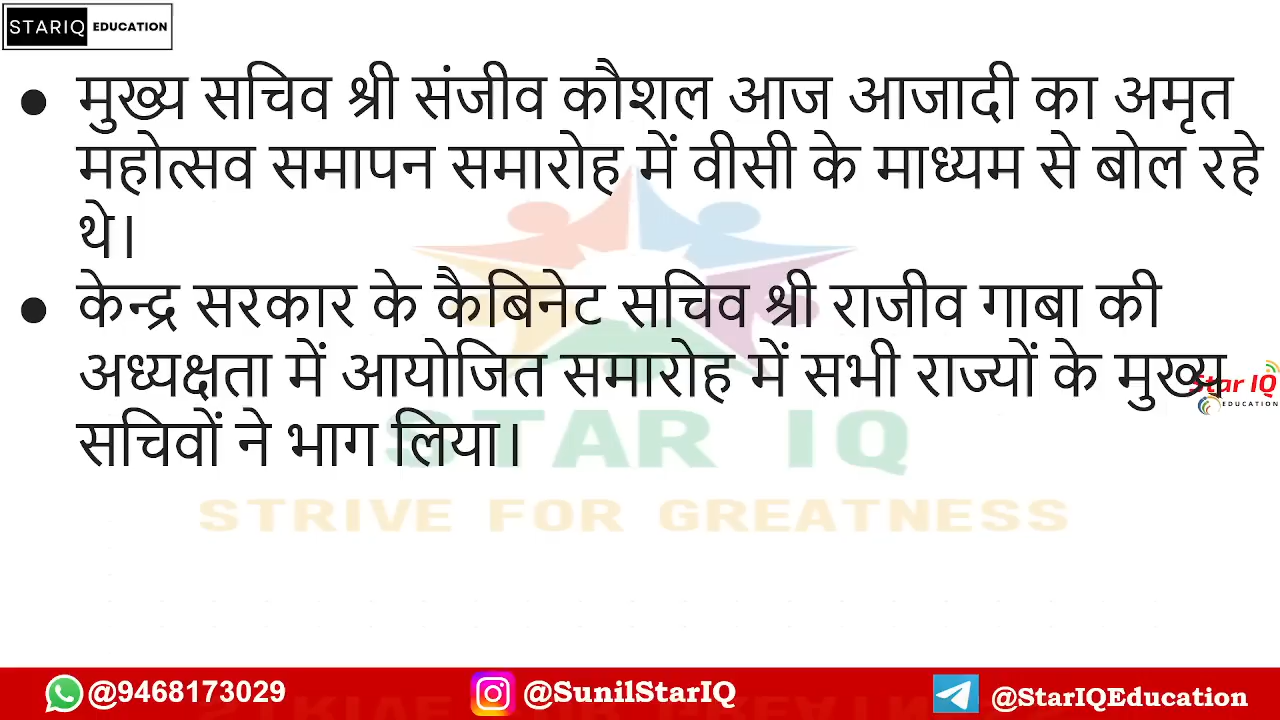 STARIQ EDUCATION
● मुख्य सचिव श्री संजीव कौशल आज आजादी का अमृत
महोत्सव समापन समारोह में वीसी के माध्यम से बोल रहे
थे।
● केन्द्र सरकार के कैबिनेट सचिव श्री राजीव गाबा की
अध्यक्षता में आयोजित समारोह में सभी राज्यों के मुख्य
सचिवों ने भाग लिया।
Star IQ
EDUCATION
STAR IQ
STRIVE FOR GREATNESS
@9468173029 @SunilStarIQ @StarIQEducation